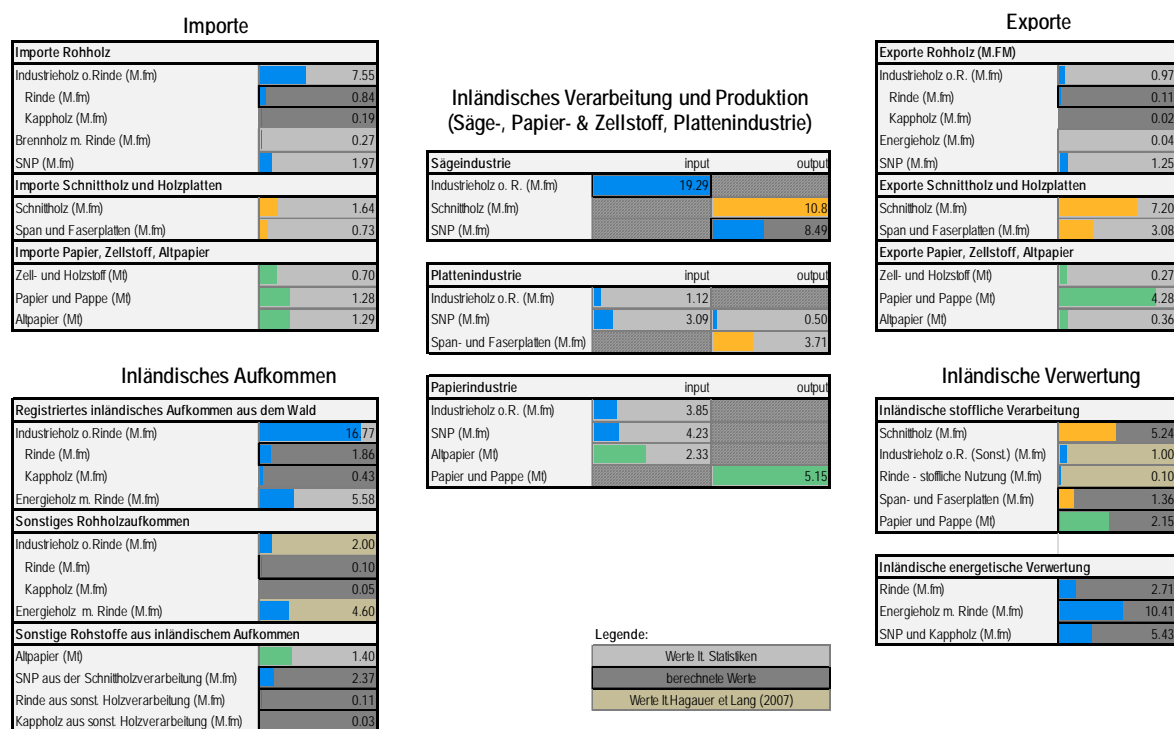 Importe
Importe Rohholz
Industrieholz o.Rinde (M.fm) 7.55
Rinde (M.fm) 0.84
Kappholz (M.fm) 0.19
Brennholz m. Rinde (M.fm) 0.27
SNP (M.fm) 1.97
Importe Schnittholz und Holzplatten
Schnittholz (M.fm) 1.64
Span und Faserplatten (M.fm) 0.73
Importe Papier, Zellstoff, Altpapier
Zell- und Holzstoff (Mt) 0.70
Papier und Pappe (Mt) 1.28
Altpapier (Mt) 1.29
Inländisches Aufkommen
Registriertes inländisches Aufkommen aus dem Wald
Industrieholz o.Rinde (M.fm) 16.77
Rinde (M.fm) 1.86
Kappholz (M.fm) 0.43
Energieholz m. Rinde (M.fm) 5.58
Sonstiges Rohholzaufkommen
Industrieholz o.Rinde (M.fm) 2.00
Rinde (M.fm) 0.10
Kappholz (M.fm) 0.05
Energieholz m. Rinde (M.fm) 4.60
Sonstige Rohstoffe aus inländischem Aufkommen
Altpapier (Mt) 1.40
SNP aus der Schnittholzverarbeitung (M.fm) 2.37
Rinde aus sonst. Holzverarbeitung (M.fm) 0.11
Kappholz aus sonst. Holzverarbeitung (M.fm) 0.03
Inländisches Verarbeitung und Produktion
(Säge-, Papier- & Zellstoff, Plattenindustrie)
Sägeindustrie input output
Industrieholz o. R. (M.fm) 19.29
Schnittholz (M.fm) 10.8
SNP (M.fm) 8.49
Plattenindustrie input output
Industrieholz o.R. (M.fm) 1.12
SNP (M.fm) 3.09 0.50
Span- und Faserplatten (M.fm) 3.71
Papierindustrie input output
Industrieholz o.R. (M.fm) 3.85
SNP (M.fm) 4.23
Altpapier (Mt) 2.33
Papier und Pappe (Mt) 5.15
Legende:
Werte lt. Statistiken
berechnete Werte
Werte lt.Hagauer et Lang (2007)
Exporte
Exporte Rohholz (M.FM)
Industrieholz o.R. (M.fm) 0.97
Rinde (M.fm) 0.11
Kappholz (M.fm) 0.02
Energieholz (M.fm) 0.04
SNP (M.fm) 1.25
Exporte Schnittholz und Holzplatten
Schnittholz (M.fm) 7.20
Span und Faserplatten (M.fm) 3.08
Exporte Papier, Zellstoff, Altpapier
Zell- und Holzstoff (Mt) 0.27
Papier und Pappe (Mt) 4.28
Altpapier (Mt) 0.36
Inländische Verwertung
Inländische stoffliche Verarbeitung
Schnittholz (M.fm) 5.24
Industrieholz o.R. (Sonst.) (M.fm) 1.00
Rinde - stoffliche Nutzung (M.fm) 0.10
Span- und Faserplatten (M.fm) 1.36
Papier und Pappe (Mt) 2.15
Inländische energetische Verwertung
Rinde (M.fm) 2.71
Energieholz m. Rinde (M.fm) 10.41
SNP und Kappholz (M.fm) 5.43